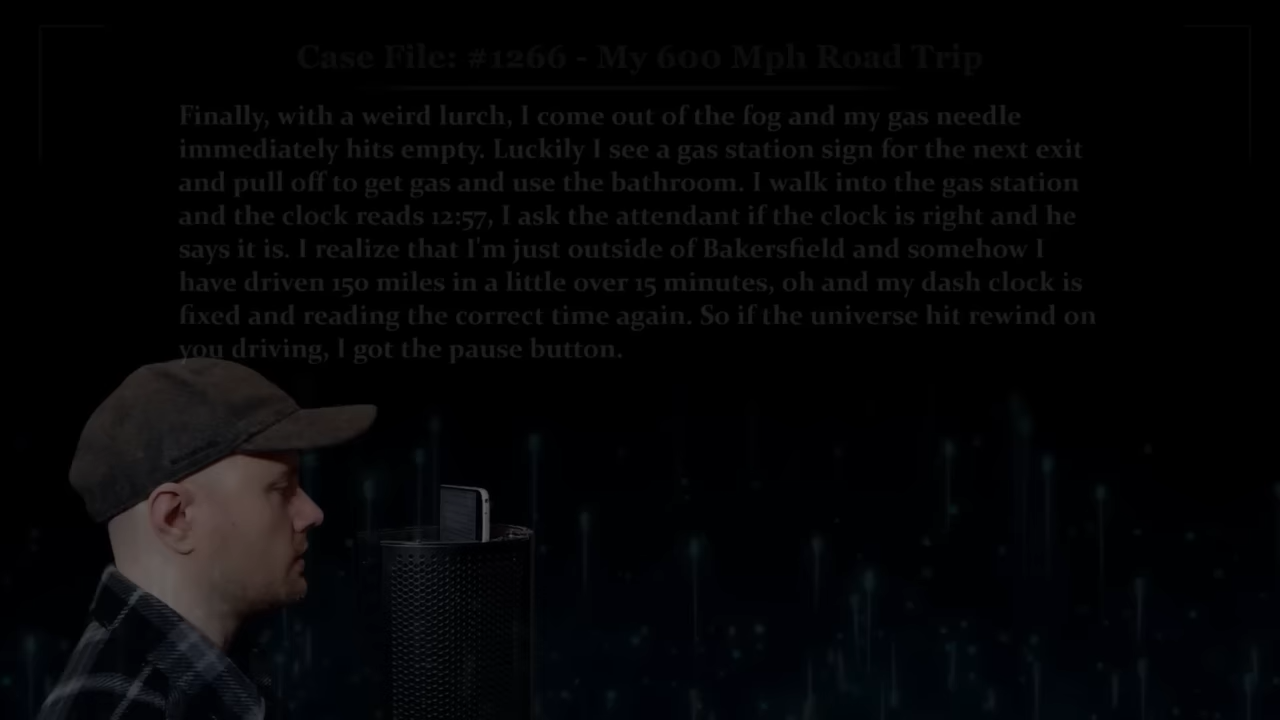 Case File: #1266 - My 600 Mph Road Trip
Finally, with a weird lurch, I come out of the fog and my gas needle
immediately hits empty. Luckily I see a gas station sign for the next exit
and pull off to get gas and use the bathroom. I walk into the gas station
and the clock reads 12:57, I ask the attendant if the clock is right and he
says it is. I realize that I'm just outside of Bakersfield and somehow I
have driven 150 miles in a little over 15 minutes, oh and my dash clock is
fixed and reading the correct time again. So if the universe hit rewind on
you driving, I got the pause button.